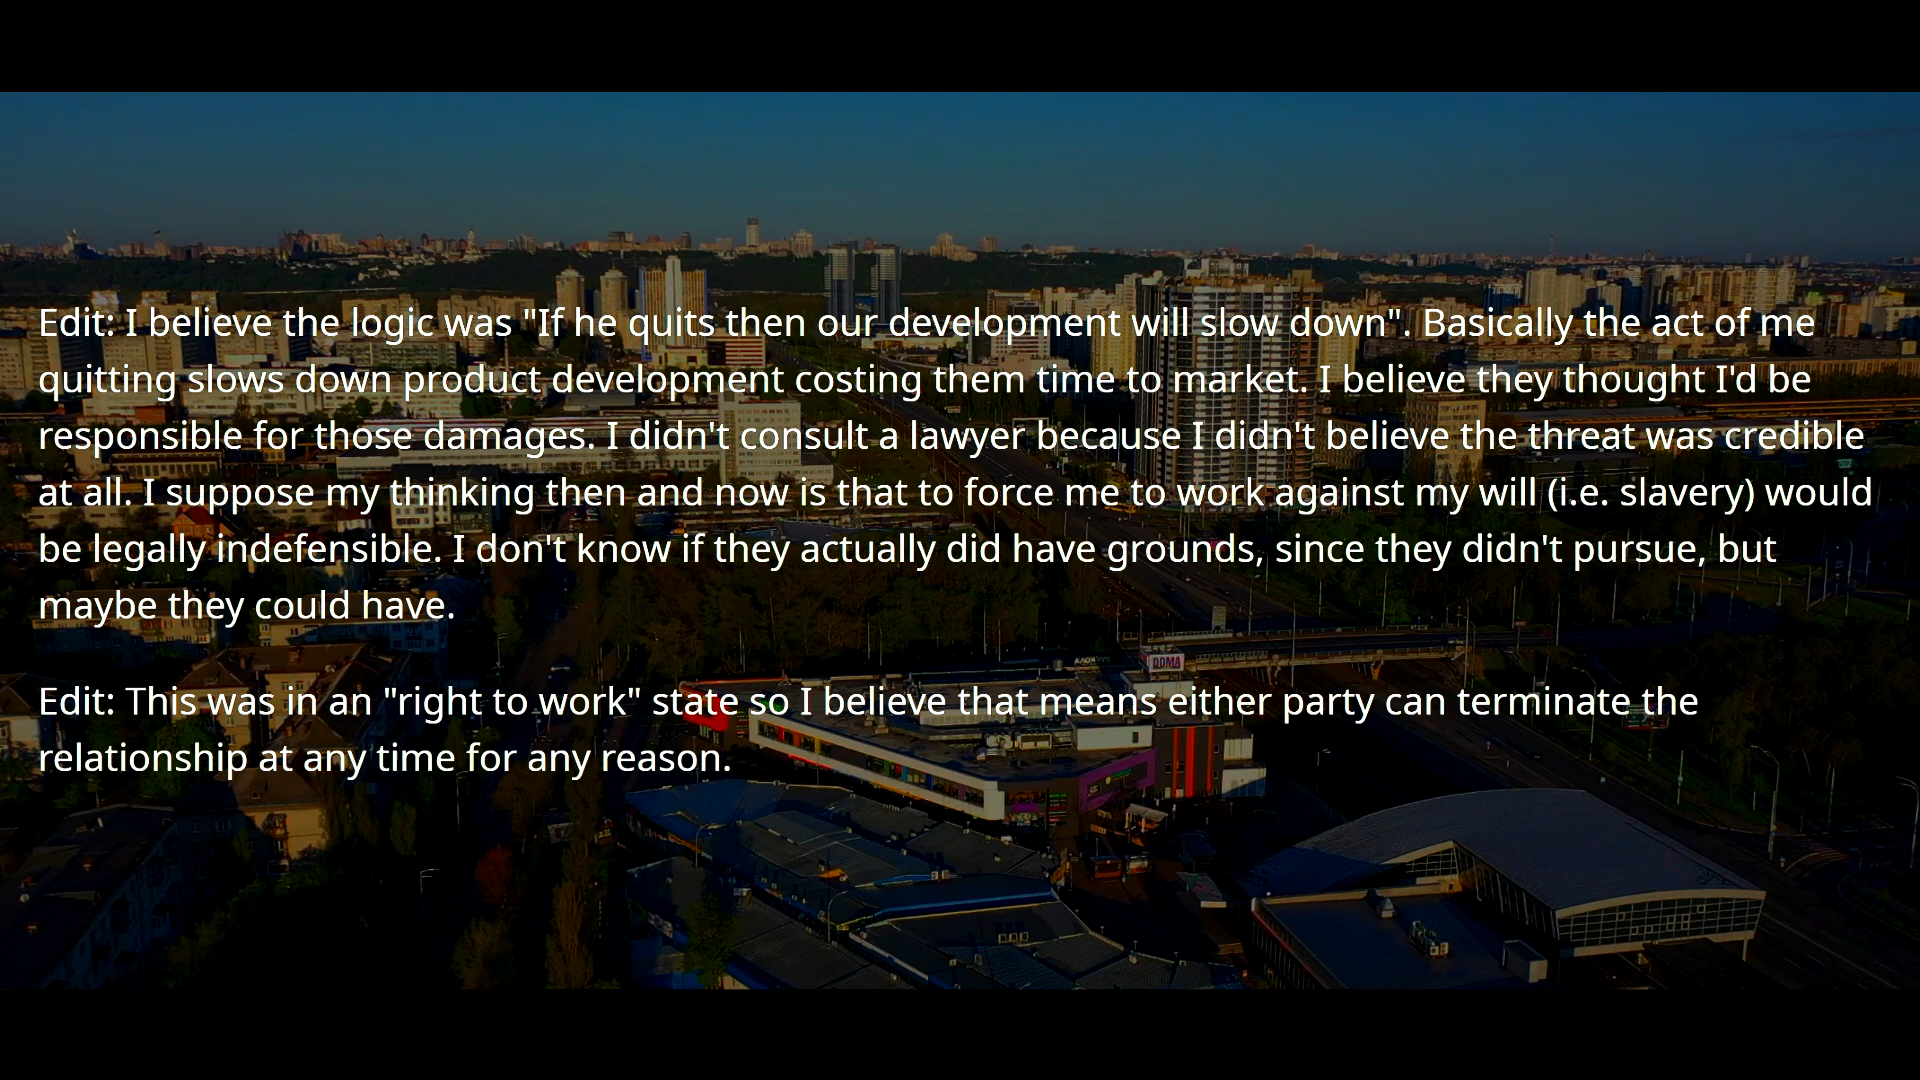 Edit: I believe the logic was "If he quits then our development will slow down". Basically the act of me
quitting slows down product development costing them time to market. I believe they thought I'd be
responsible for those damages. I didn't consult a lawyer because I didn't believe the threat was credible
at all. I suppose my thinking then and now is that to force me to work against my will (i.e. slavery) would
be legally indefensible. I don't know if they actually did have grounds, since they didn't pursue, but
maybe they could have.
DOMA
Edit: This was in an "right to work" state so I believe that means either party can terminate the
relationship at any time for any reason.